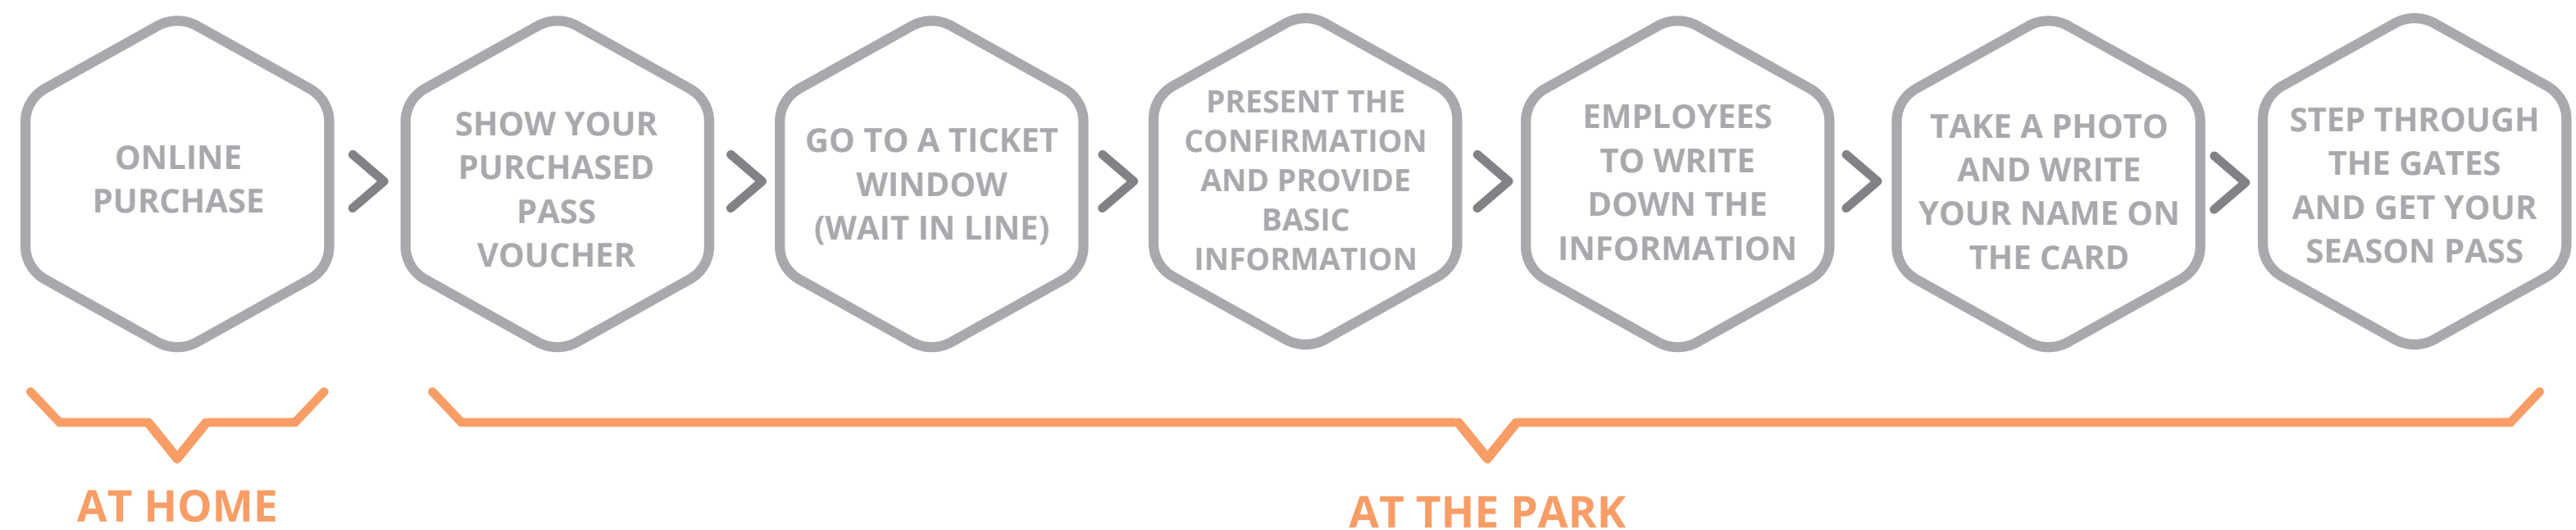 ONLINE
PURCHASE
SHOW YOUR
PURCHASED
PASS
VOUCHER
GO TO A TICKET
WINDOW
(WAIT IN LINE)
PRESENT THE
CONFIRMATION
AND PROVIDE
BASIC
INFORMATION
EMPLOYEES
TO WRITE
DOWN THE
INFORMATION
TAKE A PHOTO
AND WRITE
YOUR NAME ON
THE CARD
STEP THROUGH
THE GATES
AND GET YOUR
SEASON PASS
AT HOME
AT THE PARK